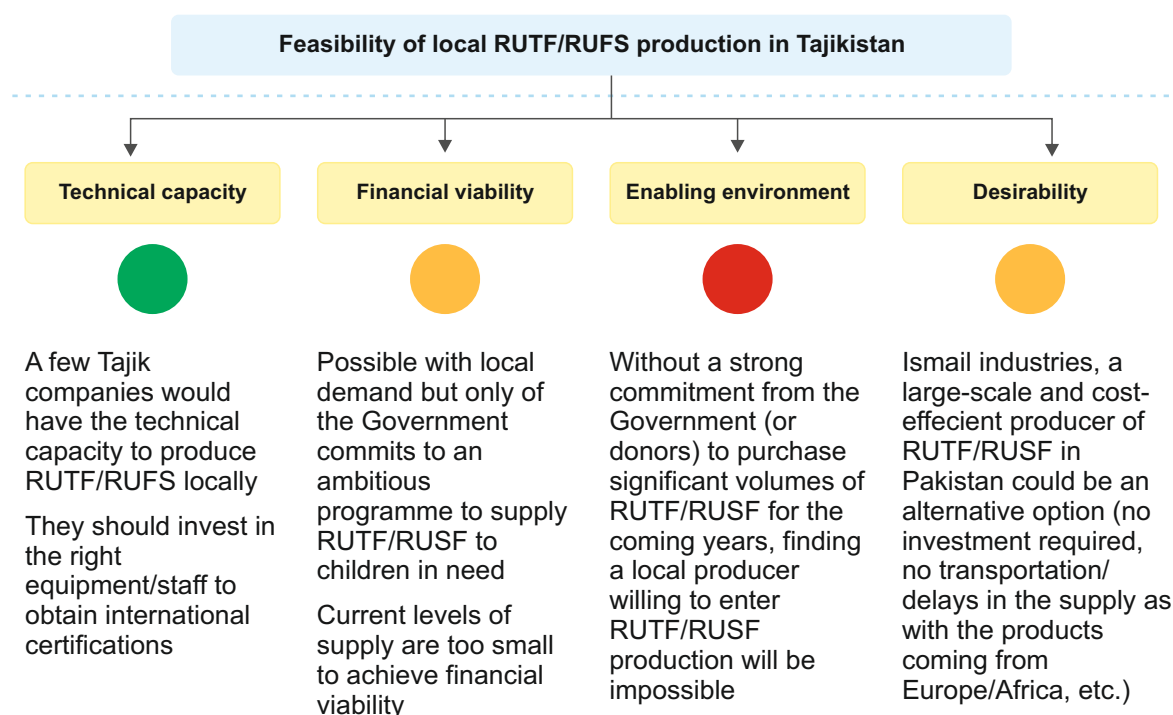 Feasibility of local RUTF/RUFS production in Tajikistan
Technical capacity
Financial viability
Enabling environment
Desirability
A few Tajik
companies would
have the technical
capacity to produce
RUTF/RUFS locally
They should invest in
the right
equipment/staff to
obtain international
certifications
Possible with local
demand but only of
the Government
commits to an
ambitious
programme to supply
RUTF/RUSF to
children in need
Current levels of
supply are too small
to achieve financial
viability
Without a strong
commitment from the
Government (or
donors) to purchase
significant volumes of
RUTF/RUSF for the
coming years, finding
a local producer
willing to enter
RUTF/RUSF
production will be
impossible
Ismail industries, a
large-scale and cost-
effecient producer of
RUTF/RUSF in
Pakistan could be an
alternative option (no
investment required,
no transportation/
delays in the supply as
with the products
coming from
Europe/Africa, etc.)